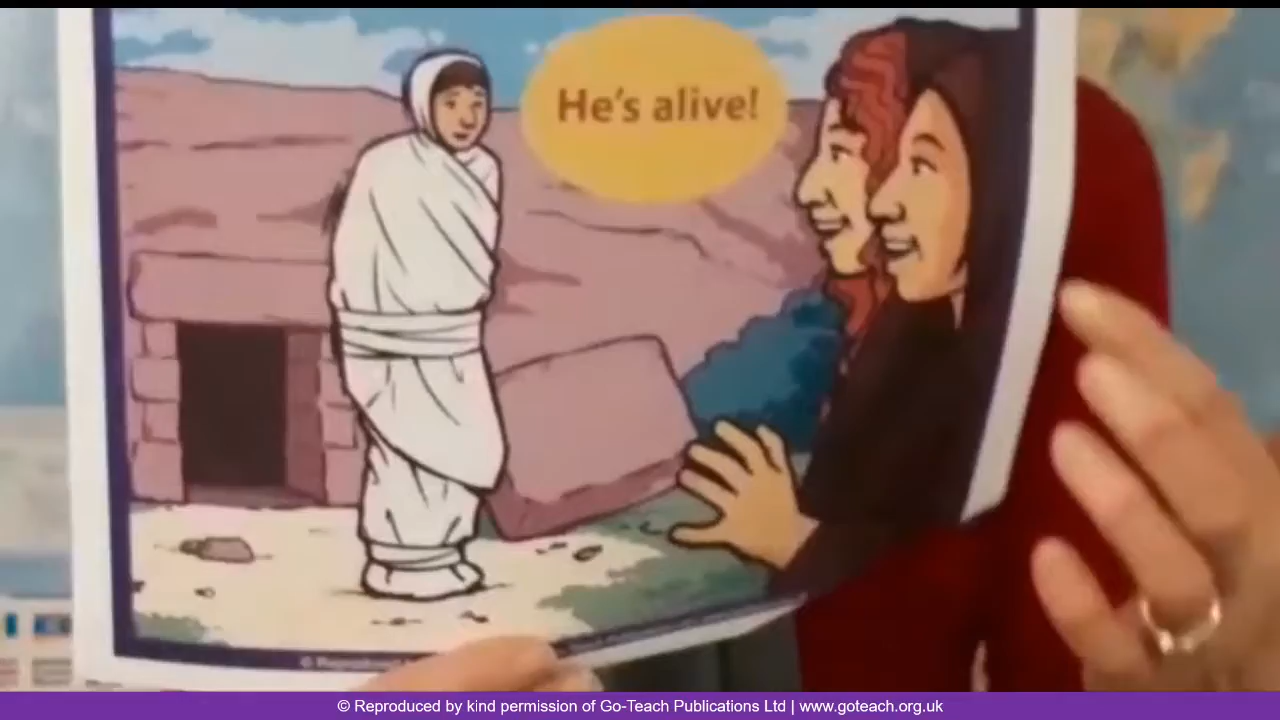 He's alive!
© Reproduced by kind permission of Go-Teach Publications Ltd | www.goteach.org.uk